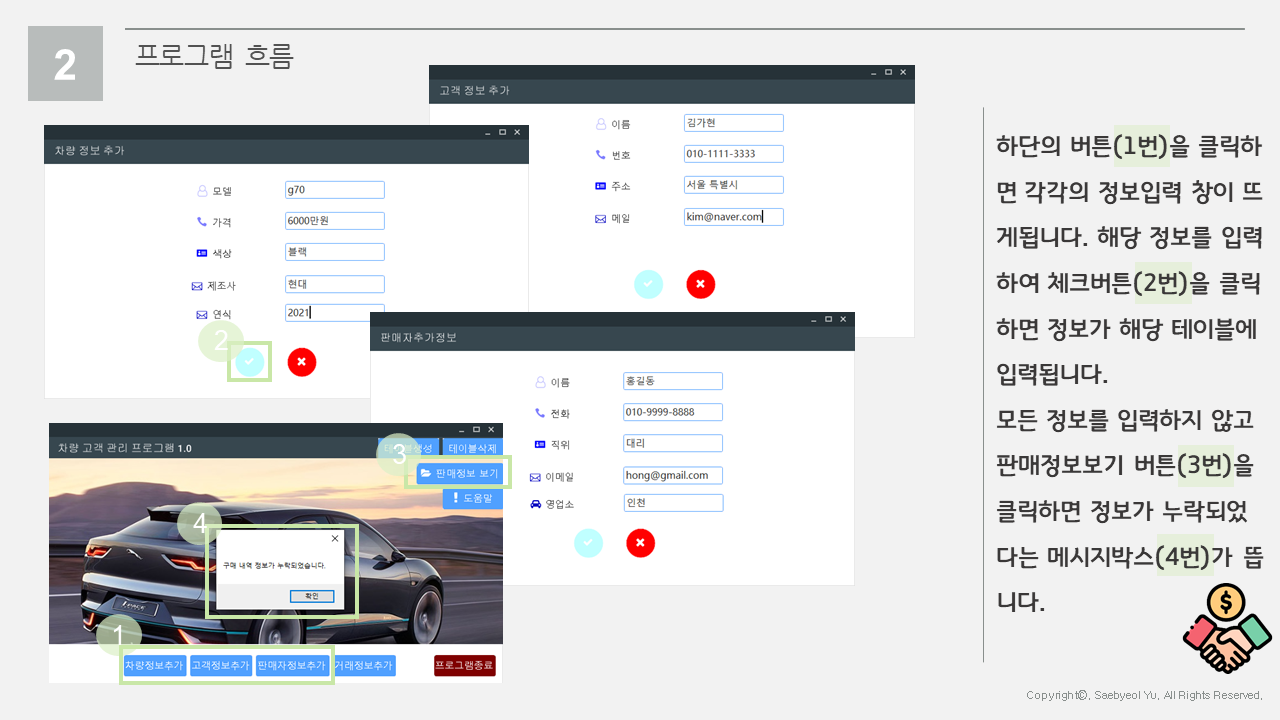 2
프로그램 흐름
고객 정보 추가
이름 김가현
번호 010-1111-3333
주소 서울 특별시
메일 kim@naver.com
차량 정보 추가
모델 g70
가격 6000만원
색상 블랙
제조사 현대
연식 2021
2
판매자추가정보
이름 홍길동
전화 010-9999-8888
직위 대리
이메일 hong@gmail.com
영업소 인천
차량 고객 관리 프로그램 1.0
생성 테이블삭제
3
판매정보 보기
도움말
4
구매 내역 정보가 누락되었습니다.
확인
1
차량정보추가 고객정보추가 판매자정보추가 거래정보추가 프로그램종료
하단의 버튼(1번)을 클릭하
면 각각의 정보입력 창이 뜨
게됩니다. 해당 정보를 입력
하여 체크버튼(2번)을 클릭
하면 정보가 해당 테이블에
입력됩니다.
모든 정보를 입력하지 않고
판매정보보기 버튼(3번)을
클릭하면 정보가 누락되었
다는 메시지박스(4번)가 뜹
니다.
Copyrightⓒ. Saebyeol Yu. All Rights Reserved.